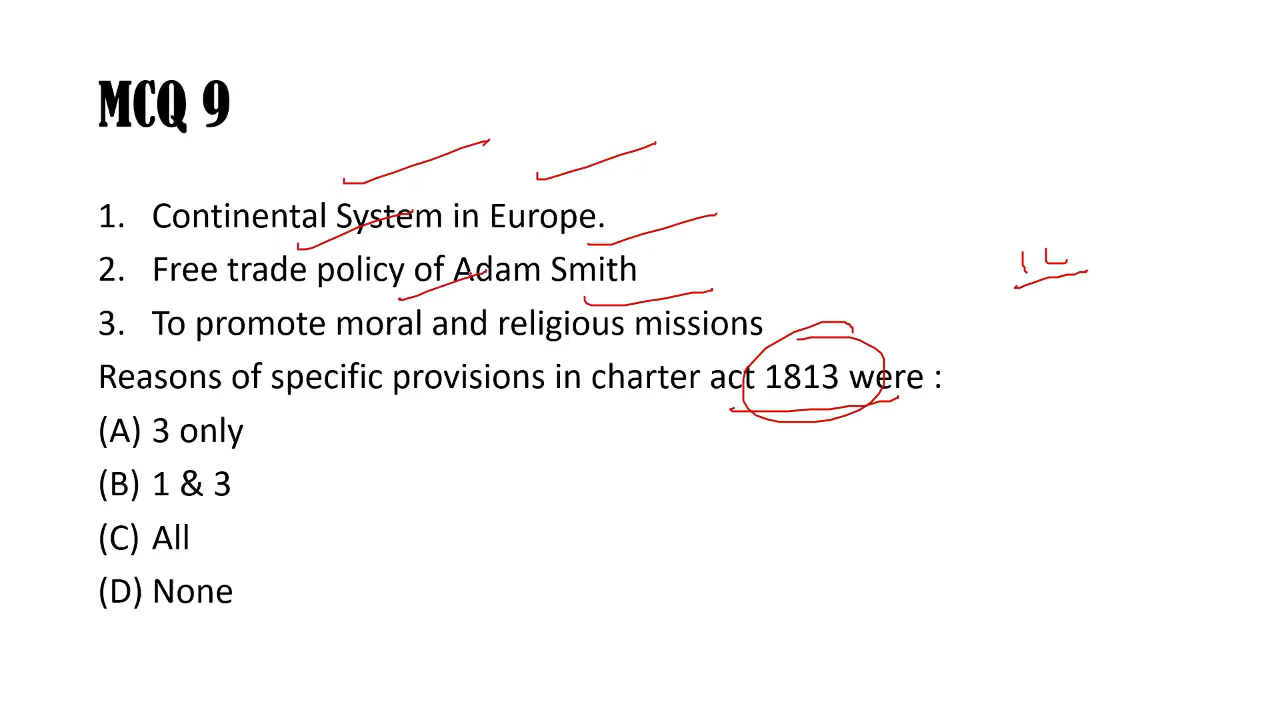 MCQ 9
1. Continental System in Europe.
2. Free trade policy of Adam Smith
3. To promote moral and religious missions
Reasons of specific provisions in charter act 1813 were :
(A) 3 only
(B) 1 & 3
(C) All
(D) None